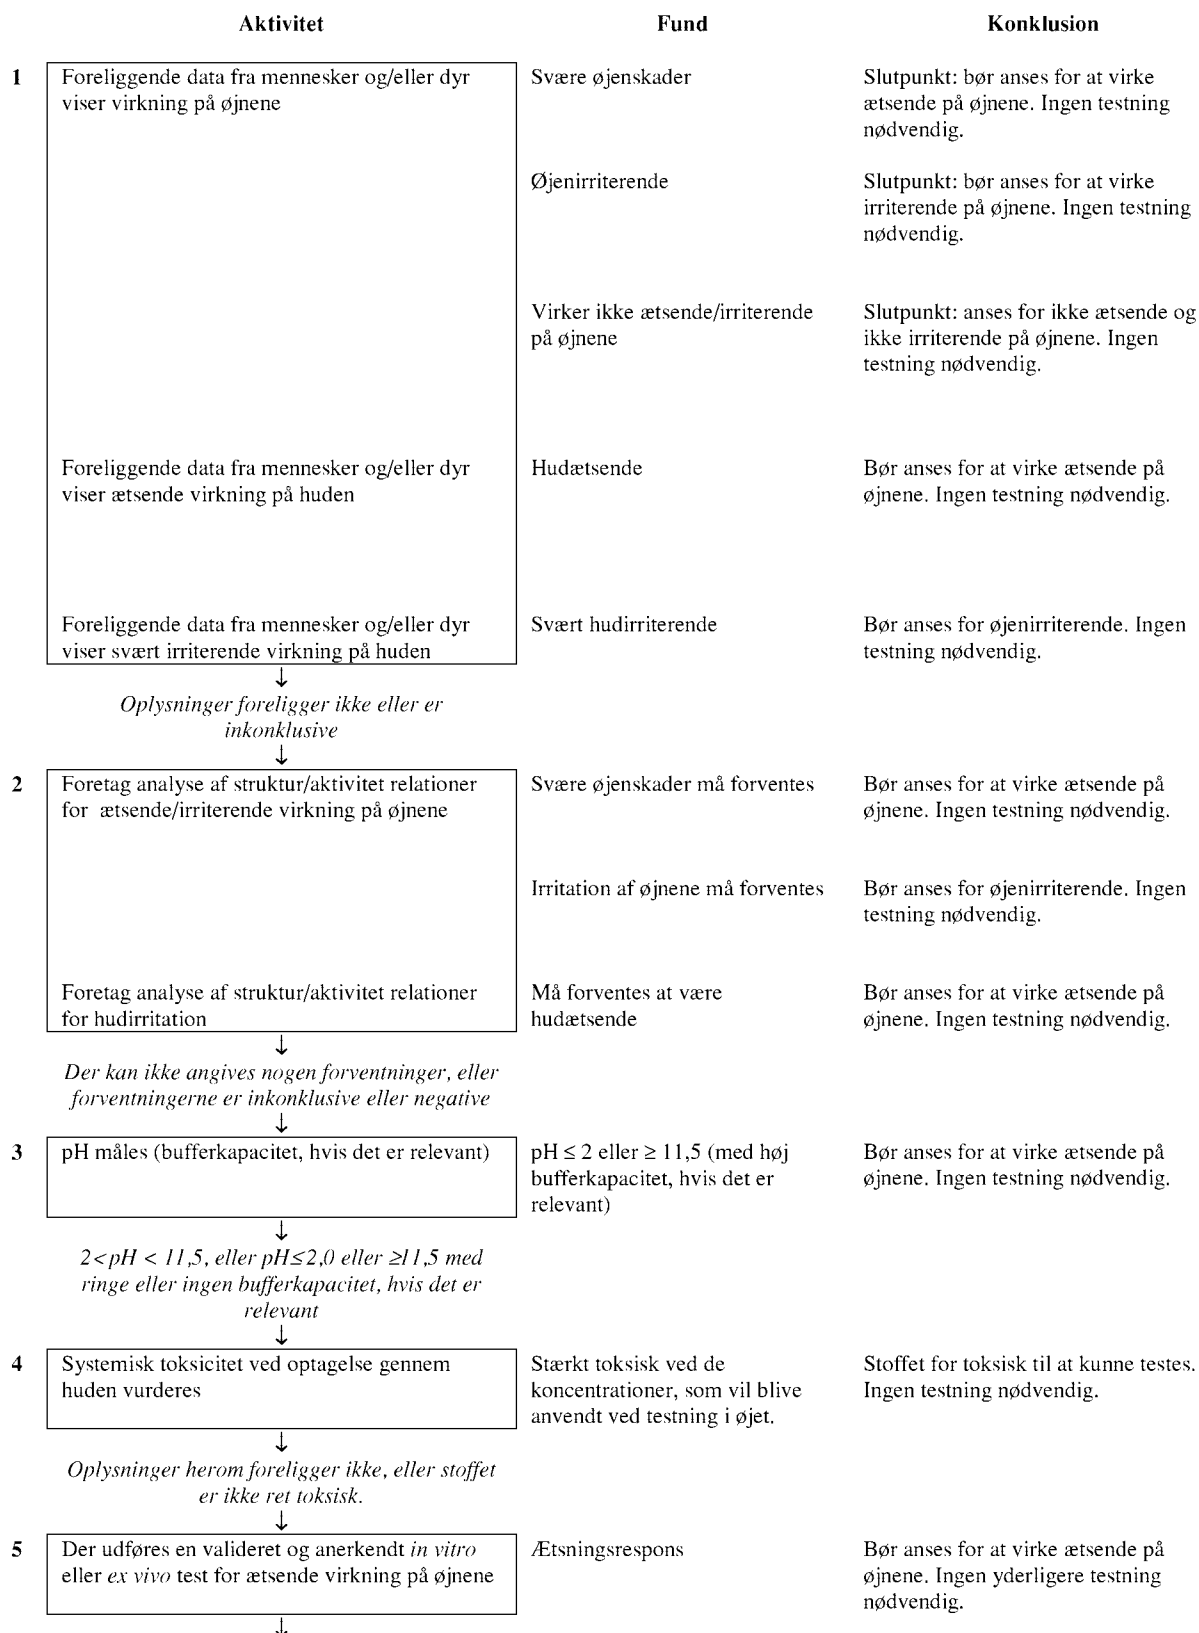 Aktivitet Fund Konklusion
1 Foreliggende data fra mennesker og/eller dyr Svære øjenskader Slutpunkt: bør anses for at virke
viser virkning på øjnene ætsende på øjnene. Ingen testning
nødvendig.
Øjenirriterende Slutpunkt: bør anses for at virke
irriterende på øjnene. Ingen testning
nødvendig.
Virker ikke ætsende/irriterende Slutpunkt: anses for ikke ætsende og
på øjnene ikke irriterende på øjnene. Ingen
testning nødvendig.
Foreliggende data fra mennesker og/eller dyr Hudætsende Bør anses for at virke ætsende på
viser ætsende virkning på huden øjnene. Ingen testning nødvendig.
Foreliggende data fra mennesker og/eller dyr Svært hudirriterende Bør anses for øjenirriterende. Ingen
viser svært irriterende virkning på huden testning nødvendig.
↓
Oplysninger foreligger ikke eller er
inkonklusive
↓
2 Foretag analyse af struktur/aktivitet relationer Svære øjenskader må forventes Bør anses for at virke ætsende på
for ætsende/irriterende virkning på øjnene øjnene. Ingen testning nødvendig.
Irritation af øjnene må forventes Bør anses for øjenirriterende. Ingen
testning nødvendig.
Foretag analyse af struktur/aktivitet relationer Må forventes at være Bør anses for at virke ætsende på
for hudirritation hudætsende øjnene. Ingen testning nødvendig.
↓
Der kan ikke angives nogen forventninger, eller
forventningerne er inkonklusive eller negative
↓
3 pH måles (bufferkapacitet, hvis det er relevant) pH ≤ 2 eller ≥ 11,5 (med høj Bør anses for at virke ætsende på
bufferkapacitet, hvis det er øjnene. Ingen testning nødvendig.
relevant)
↓
2<pH < 11,5, eller pH≤2,0 eller ≥11,5 med
ringe eller ingen bufferkapacitet, hvis det er
relevant
↓
4 Systemisk toksicitet ved optagelse gennem Stærkt toksisk ved de Stoffet for toksisk til at kunne testes.
huden vurderes koncentrationer, som vil blive Ingen testning nødvendig.
anvendt ved testning i øjet.
↓
Oplysninger herom foreligger ikke, eller stoffet
er ikke ret toksisk.
↓
5 Der udføres en valideret og anerkendt in vitro Ætsningsrespons Bør anses for at virke ætsende på
eller ex vivo test for ætsende virkning på øjnene øjnene. Ingen yderligere testning
nødvendig.
↓